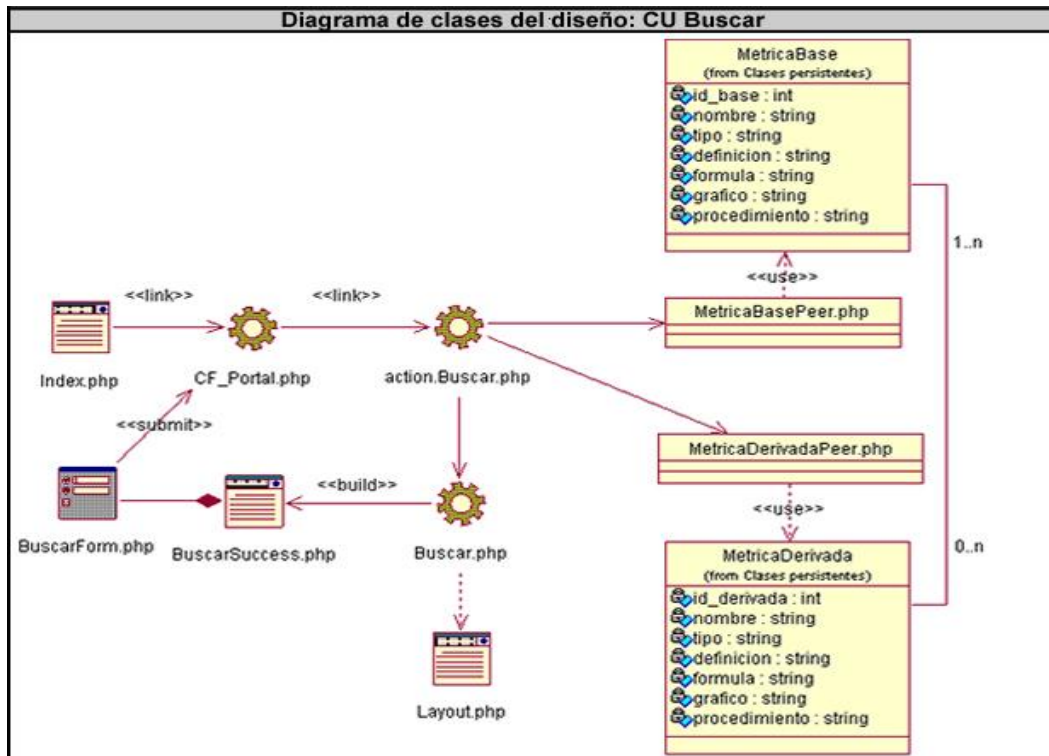 Diagrama de clases del diseño: CU Buscar
MetricaBase
(from Clases persistentes)
id_base : int
nombre : string
tipo : string
definicion : string
formula : string
grafico : string
procedimiento : string
1..n
<<use>>
<<link>>
<<link>>
MetricaBasePeer.php
Index.php
CF_Portal.php
action.Buscar.php
<<submit>>
MetricaDerivadaPeer.php
<<build>>
<<use>>
BuscarForm.php
BuscarSuccess.php
Buscar.php
0..n
MetricaDerivada
(from Clases persistentes)
id_derivada : int
nombre : string
tipo : string
definicion : string
formula : string
grafico : string
procedimiento : string
Layout.php